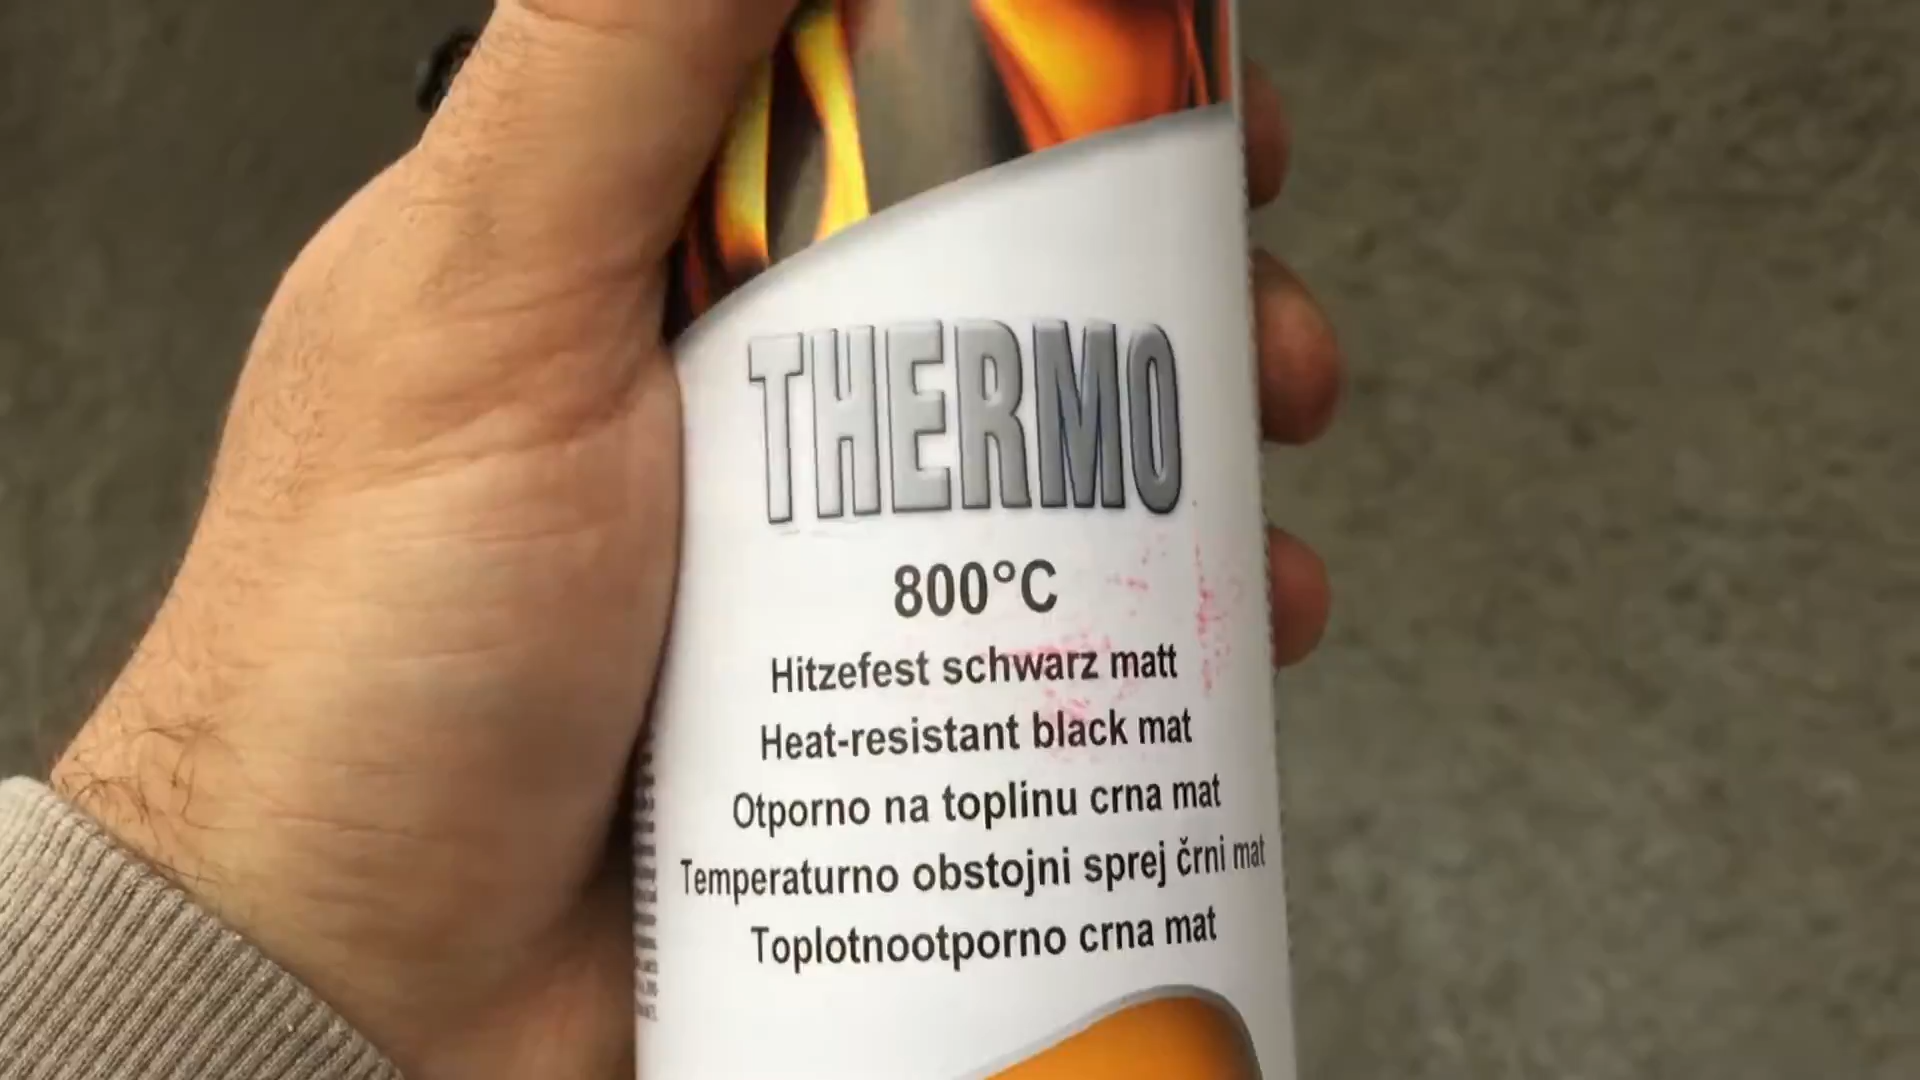 THERMO
800°C
Hitzefest schwarz matt
Heat-resistant black mat
Otporno na toplinu crna mat
Temperaturno obstojni sprej črni mat
Toplotnootporno crna mat